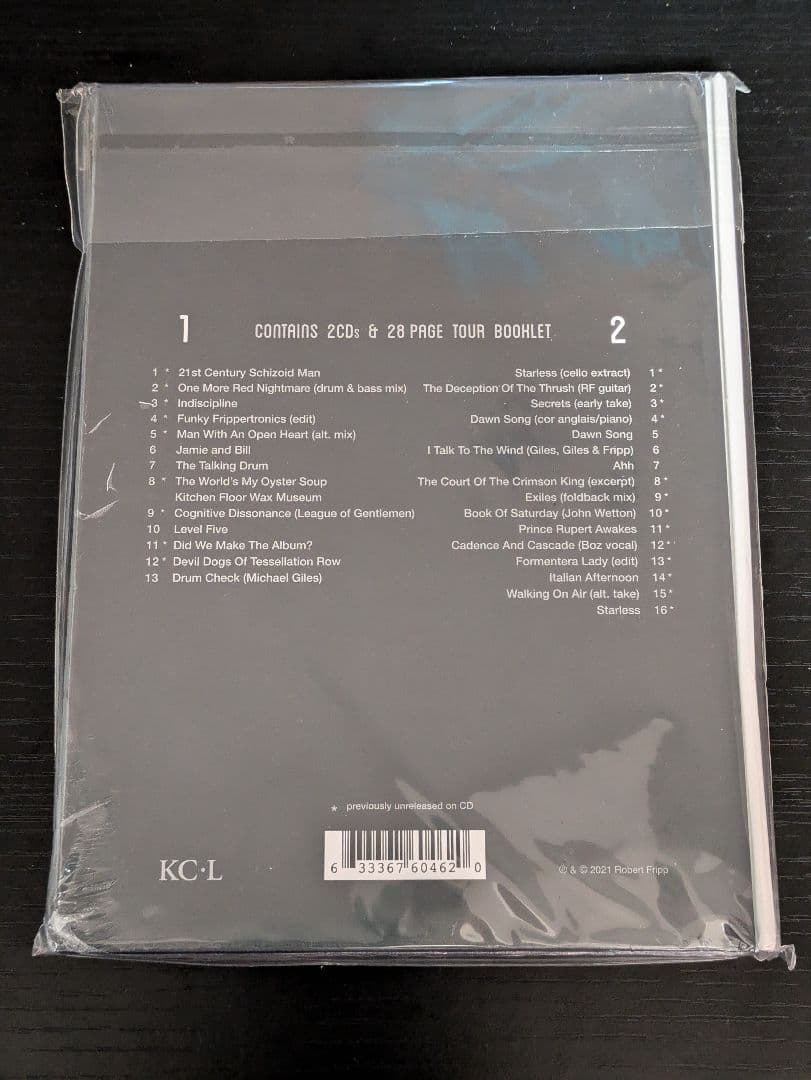 1 CONTAINS 2CDs & 28 PAGE TOUR BOOKLET 2
1 * 21st Century Schizoid Man
2 * One More Red Nightmare (drum & bass mix)
3 * Indiscipline
4 * Funky Frippertronics (edit)
5 * Man With An Open Heart (alt. mix)
6 Jamie and Bill
7 The Talking Drum
8 * The World's My Oyster Soup
Kitchen Floor Wax Museum
9 * Cognitive Dissonance (League of Gentlemen)
10 Level Five
11 * Did We Make The Album?
12 * Devil Dogs Of Tessellation Row
13 Drum Check (Michael Giles)
Starless (cello extract) 1 *
The Deception Of The Thrush (RF guitar) 2 *
Secrets (early take) 3 *
Dawn Song (cor anglais/piano) 4 *
Dawn Song 5
I Talk To The Wind (Giles, Giles & Fripp) 6
Ahh 7
The Court Of The Crimson King (excerpt) 8 *
Exiles (foldback mix) 9 *
Book Of Saturday (John Wetton) 10 *
Prince Rupert Awakes 11 *
Cadence And Cascade (Boz vocal) 12 *
Formentera Lady (edit) 13 *
Italian Afternoon 14 *
Walking On Air (alt. take) 15 *
Starless 16 *
* previously unreleased on CD
KC·L
6 33367 60462 0
℗ & © 2021 Robert Fripp